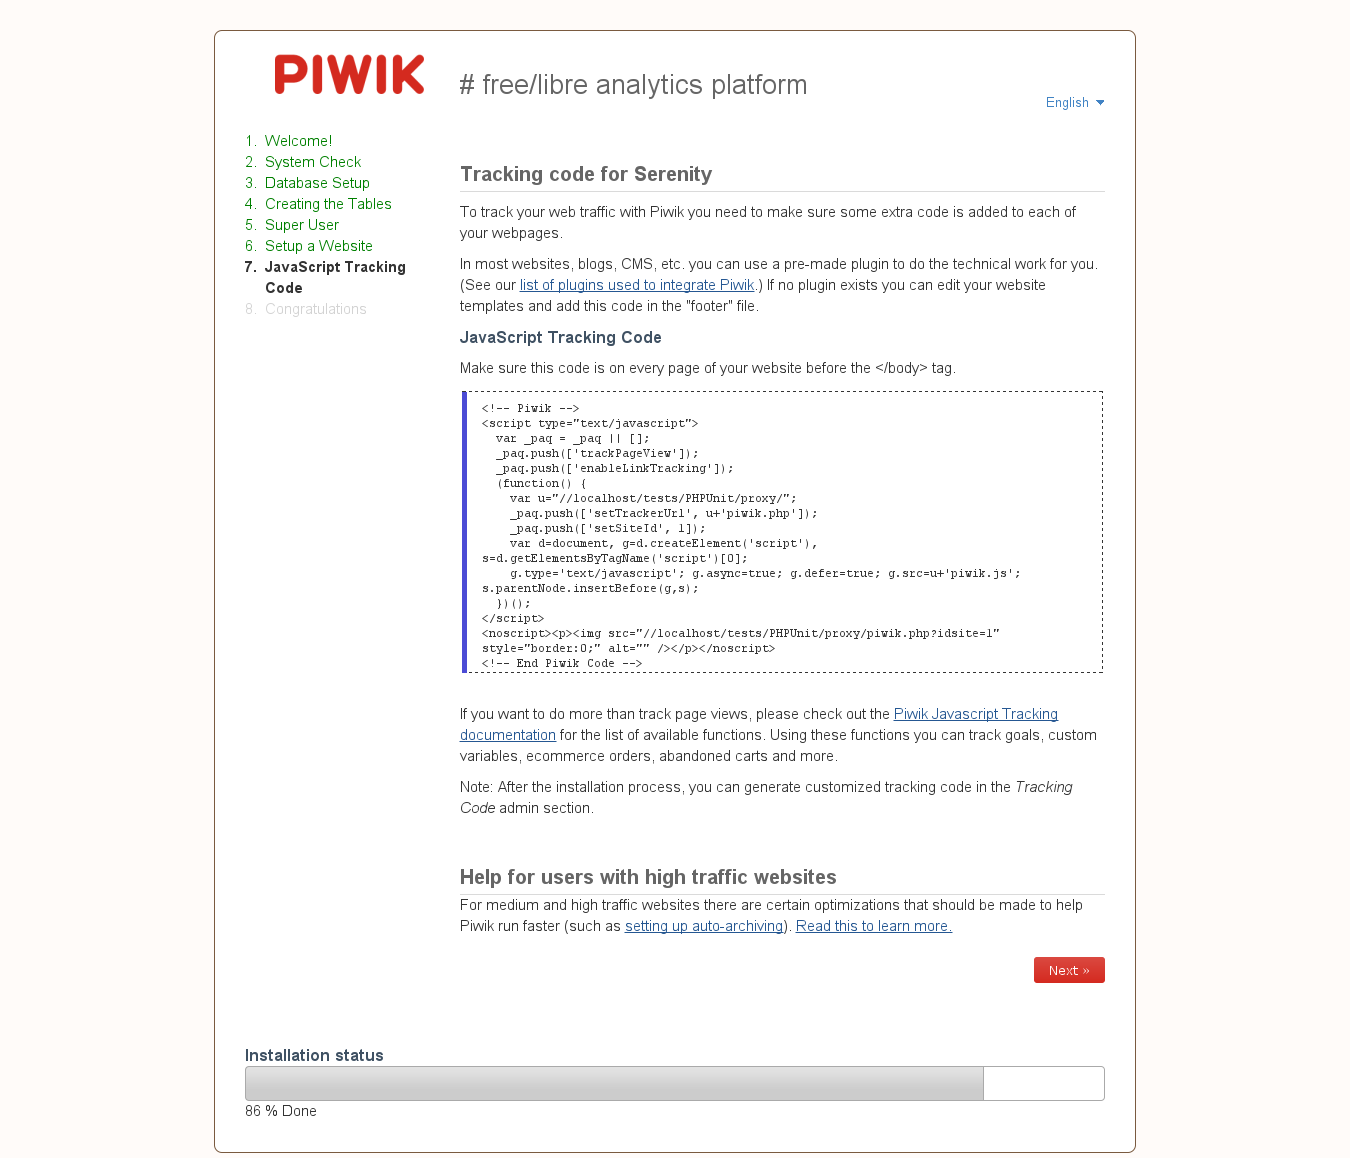 PIWIK
# free/libre analytics platform
English
1. Welcome!
2. System Check
3. Database Setup
4. Creating the Tables
5. Super User
6. Setup a Website
7. JavaScript Tracking
Code
8. Congratulations
Tracking code for Serenity
To track your web traffic with Piwik you need to make sure some extra code is added to each of
your webpages.
In most websites, blogs, CMS, etc. you can use a pre-made plugin to do the technical work for you.
(See our list of plugins used to integrate Piwik.) If no plugin exists you can edit your website
templates and add this code in the "footer" file.
JavaScript Tracking Code
Make sure this code is on every page of your website before the </body> tag.
<!-- Piwik -->
<script type="text/javascript">
  var _paq = _paq || [];
  _paq.push(['trackPageView']);
  _paq.push(['enableLinkTracking']);
  (function() {
    var u="//localhost/tests/PHPUnit/proxy/";
    _paq.push(['setTrackerUrl', u+'piwik.php']);
    _paq.push(['setSiteId', 1]);
    var d=document, g=d.createElement('script'),
s=d.getElementsByTagName('script')[0];
    g.type='text/javascript'; g.async=true; g.defer=true; g.src=u+'piwik.js';
s.parentNode.insertBefore(g,s);
  })();
</script>
<noscript><p><img src="//localhost/tests/PHPUnit/proxy/piwik.php?idsite=1"
style="border:0;" alt="" /></p></noscript>
<!-- End Piwik Code -->
If you want to do more than track page views, please check out the Piwik Javascript Tracking
documentation for the list of available functions. Using these functions you can track goals, custom
variables, ecommerce orders, abandoned carts and more.
Note: After the installation process, you can generate customized tracking code in the Tracking
Code admin section.
Help for users with high traffic websites
For medium and high traffic websites there are certain optimizations that should be made to help
Piwik run faster (such as setting up auto-archiving). Read this to learn more.
Next »
Installation status
86 % Done